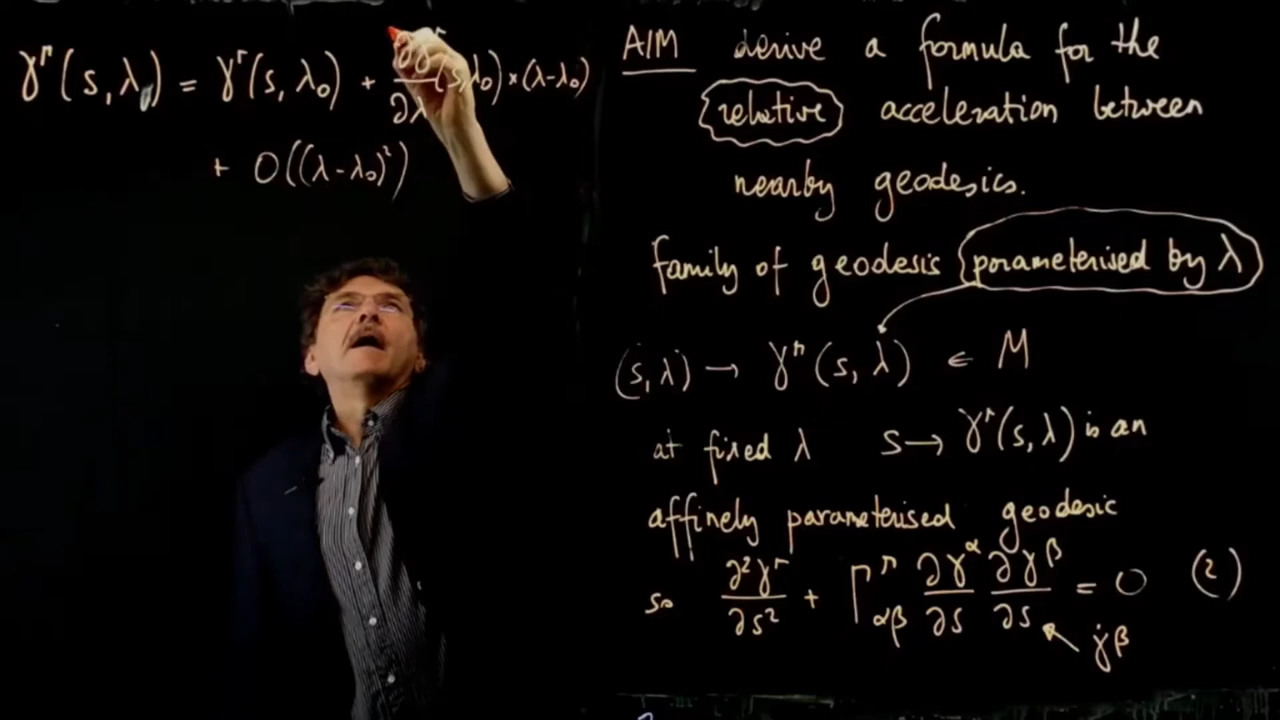 γ^μ(s, λ) = γ^μ(s, λ₀) + ∂γ^μ/∂λ (s, λ₀) × (λ-λ₀)
+ O((λ-λ₀)²)
AIM derive a formula for the
relative acceleration between
nearby geodesics.
family of geodesis parameterised by λ
(s, λ) → γ^μ(s, λ) ∈ M
at fixed λ s → γ^μ(s, λ) is an
affinely parameterised geodesic
so ∂²γ^μ/∂s² + Γ^μ_αβ ∂γ^α/∂s ∂γ^β/∂s = 0 (2)
γ̇^β